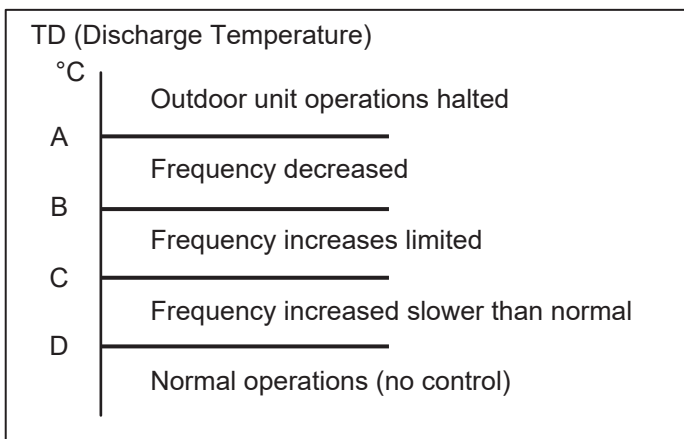 TD (Discharge Temperature)
°C
Outdoor unit operations halted
A
Frequency decreased
B
Frequency increases limited
C
Frequency increased slower than normal
D
Normal operations (no control)